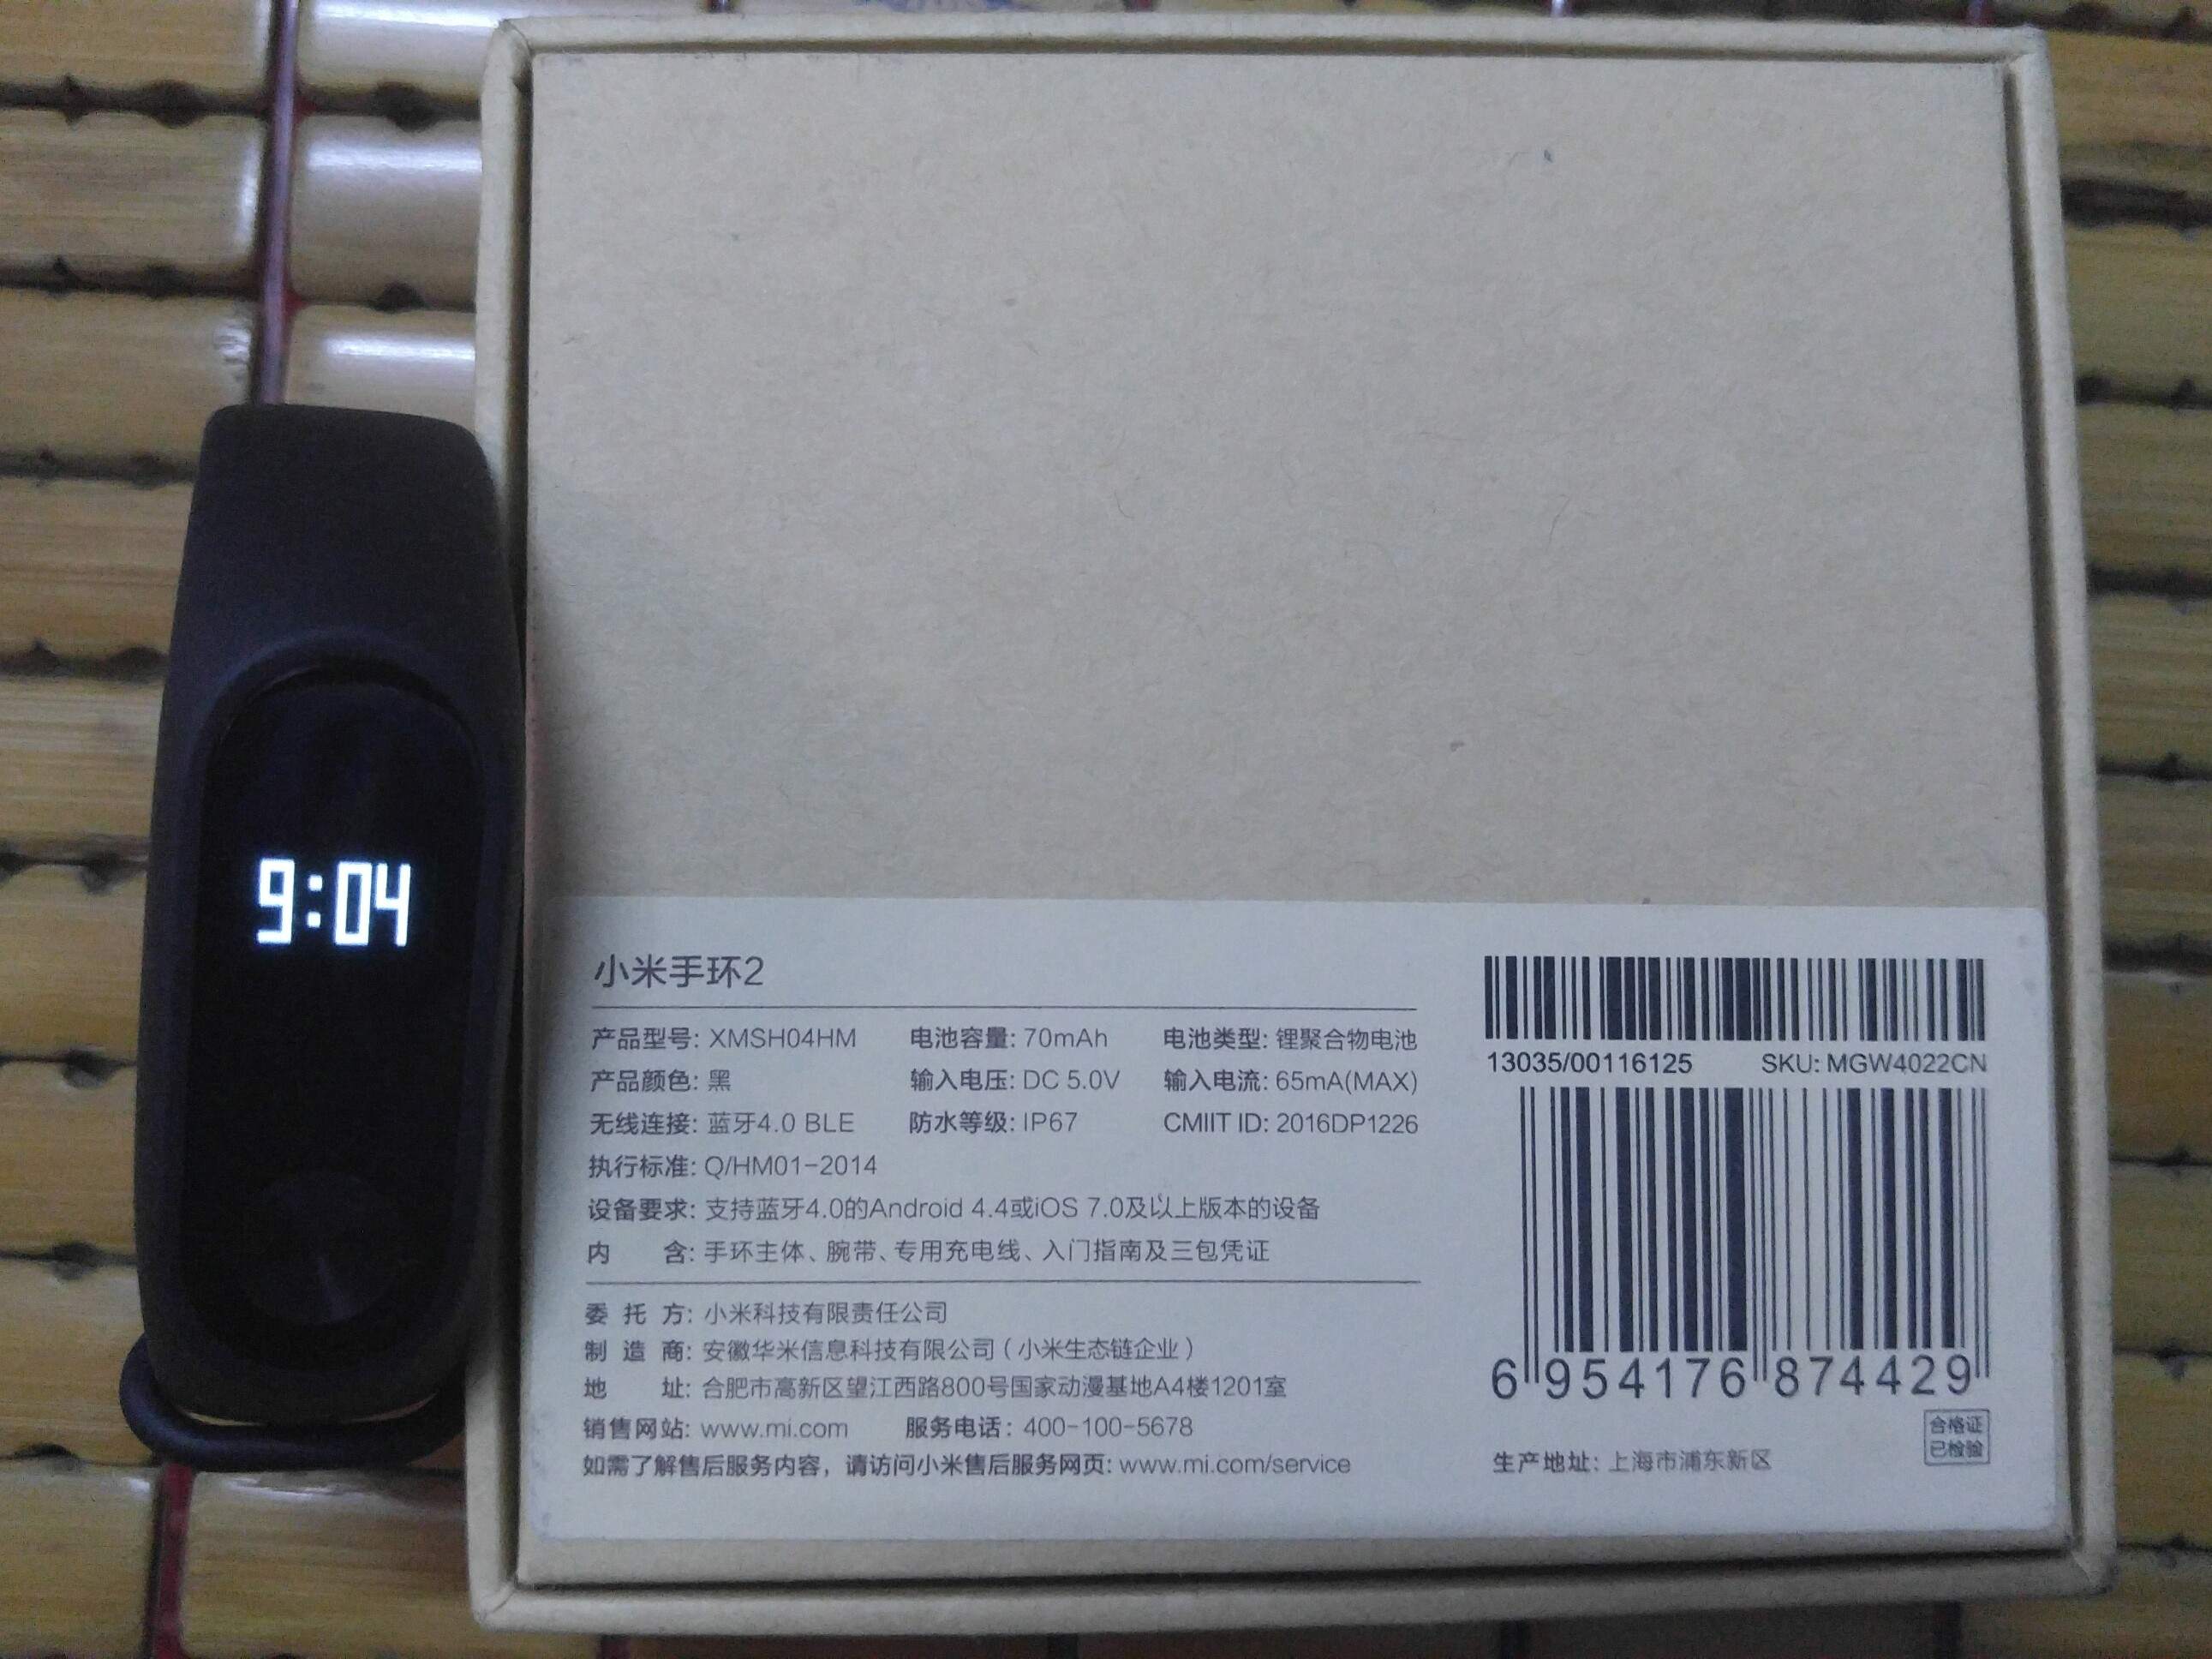 9:04
小米手环2
产品型号: XMSH04HM 电池容量: 70mAh 电池类型: 锂聚合物电池
产品颜色: 黑 输入电压: DC 5.0V 输入电流: 65mA(MAX)
无线连接: 蓝牙4.0 BLE 防水等级: IP67 CMIIT ID: 2016DP1226
执行标准: Q/HM01-2014
设备要求: 支持蓝牙4.0的Android 4.4或iOS 7.0及以上版本的设备
内 含: 手环主体、腕带、专用充电线、入门指南及三包凭证
委 托 方: 小米科技有限责任公司
制 造 商: 安徽华米信息科技有限公司（小米生态链企业）
地 址: 合肥市高新区望江西路800号国家动漫基地A4楼1201室
销售网站: www.mi.com 服务电话: 400-100-5678
如需了解售后服务内容，请访问小米售后服务网页: www.mi.com/service
13035/00116125 SKU: MGW4022CN
6 954176 874429
合格证
已检验
生产地址: 上海市浦东新区